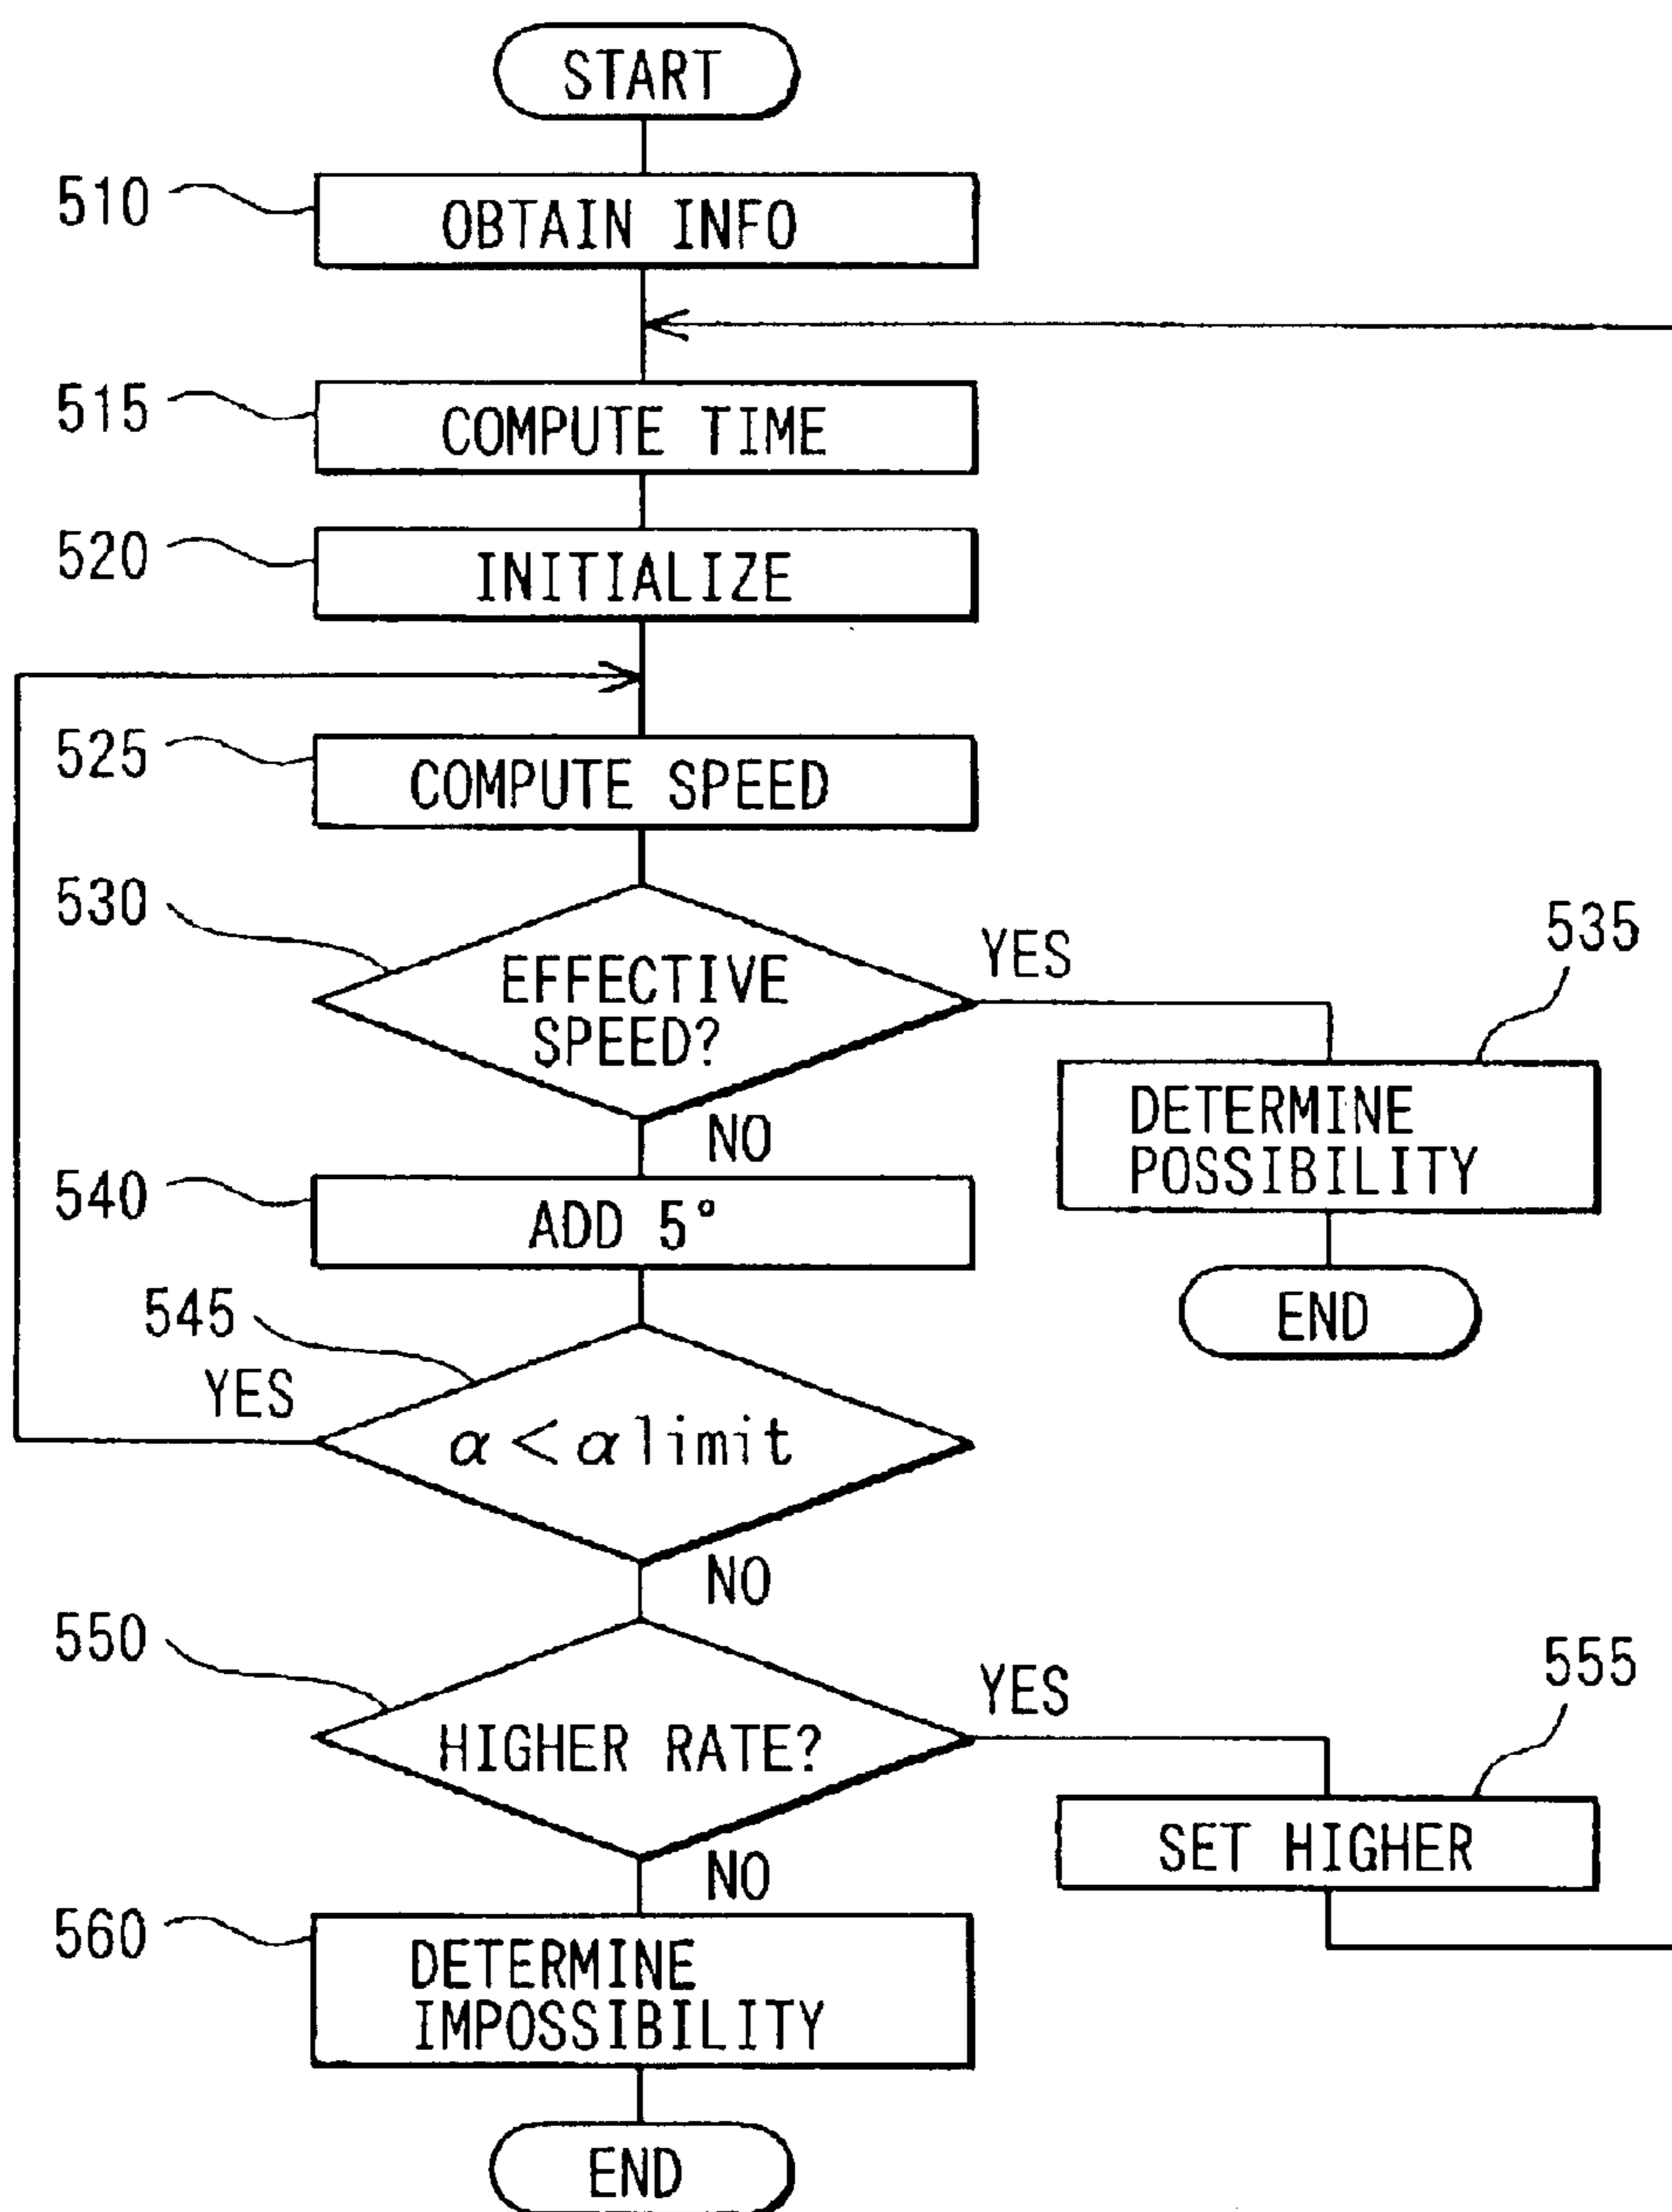 START
510
OBTAIN INFO
515
COMPUTE TIME
520
INITIALIZE
525
COMPUTE SPEED
530
EFFECTIVE
SPEED?
YES
535
DETERMINE
POSSIBILITY
END
NO
540
ADD 5°
545
YES
α < α limit
NO
550
HIGHER RATE?
YES
555
SET HIGHER
NO
560
DETERMINE
IMPOSSIBILITY
END